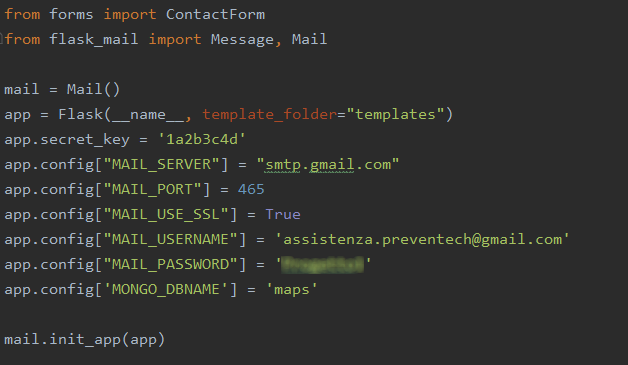 from forms import ContactForm
from flask_mail import Message, Mail
mail = Mail()
app = Flask(__name__, template_folder="templates")
app.secret_key = '1a2b3c4d'
app.config["MAIL_SERVER"] = "smtp.gmail.com"
app.config["MAIL_PORT"] = 465
app.config["MAIL_USE_SSL"] = True
app.config["MAIL_USERNAME"] = 'assistenza.preventech@gmail.com'
app.config["MAIL_PASSWORD"] = ' '
app.config['MONGO_DBNAME'] = 'maps'
mail.init_app(app)